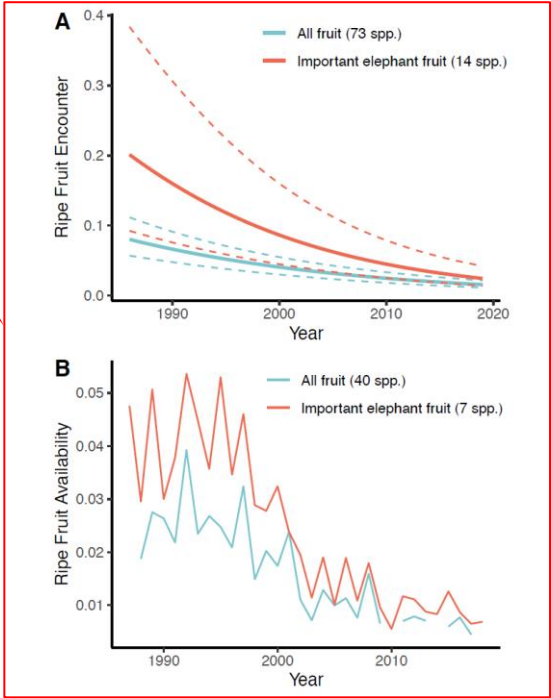 A
All fruit (73 spp.)
Important elephant fruit (14 spp.)
Ripe Fruit Encounter
0.4
0.3
0.2
0.1
0.0
1990 2000 2010 2020
Year
B
All fruit (40 spp.)
Important elephant fruit (7 spp.)
Ripe Fruit Availability
0.05
0.04
0.03
0.02
0.01
1990 2000 2010
Year